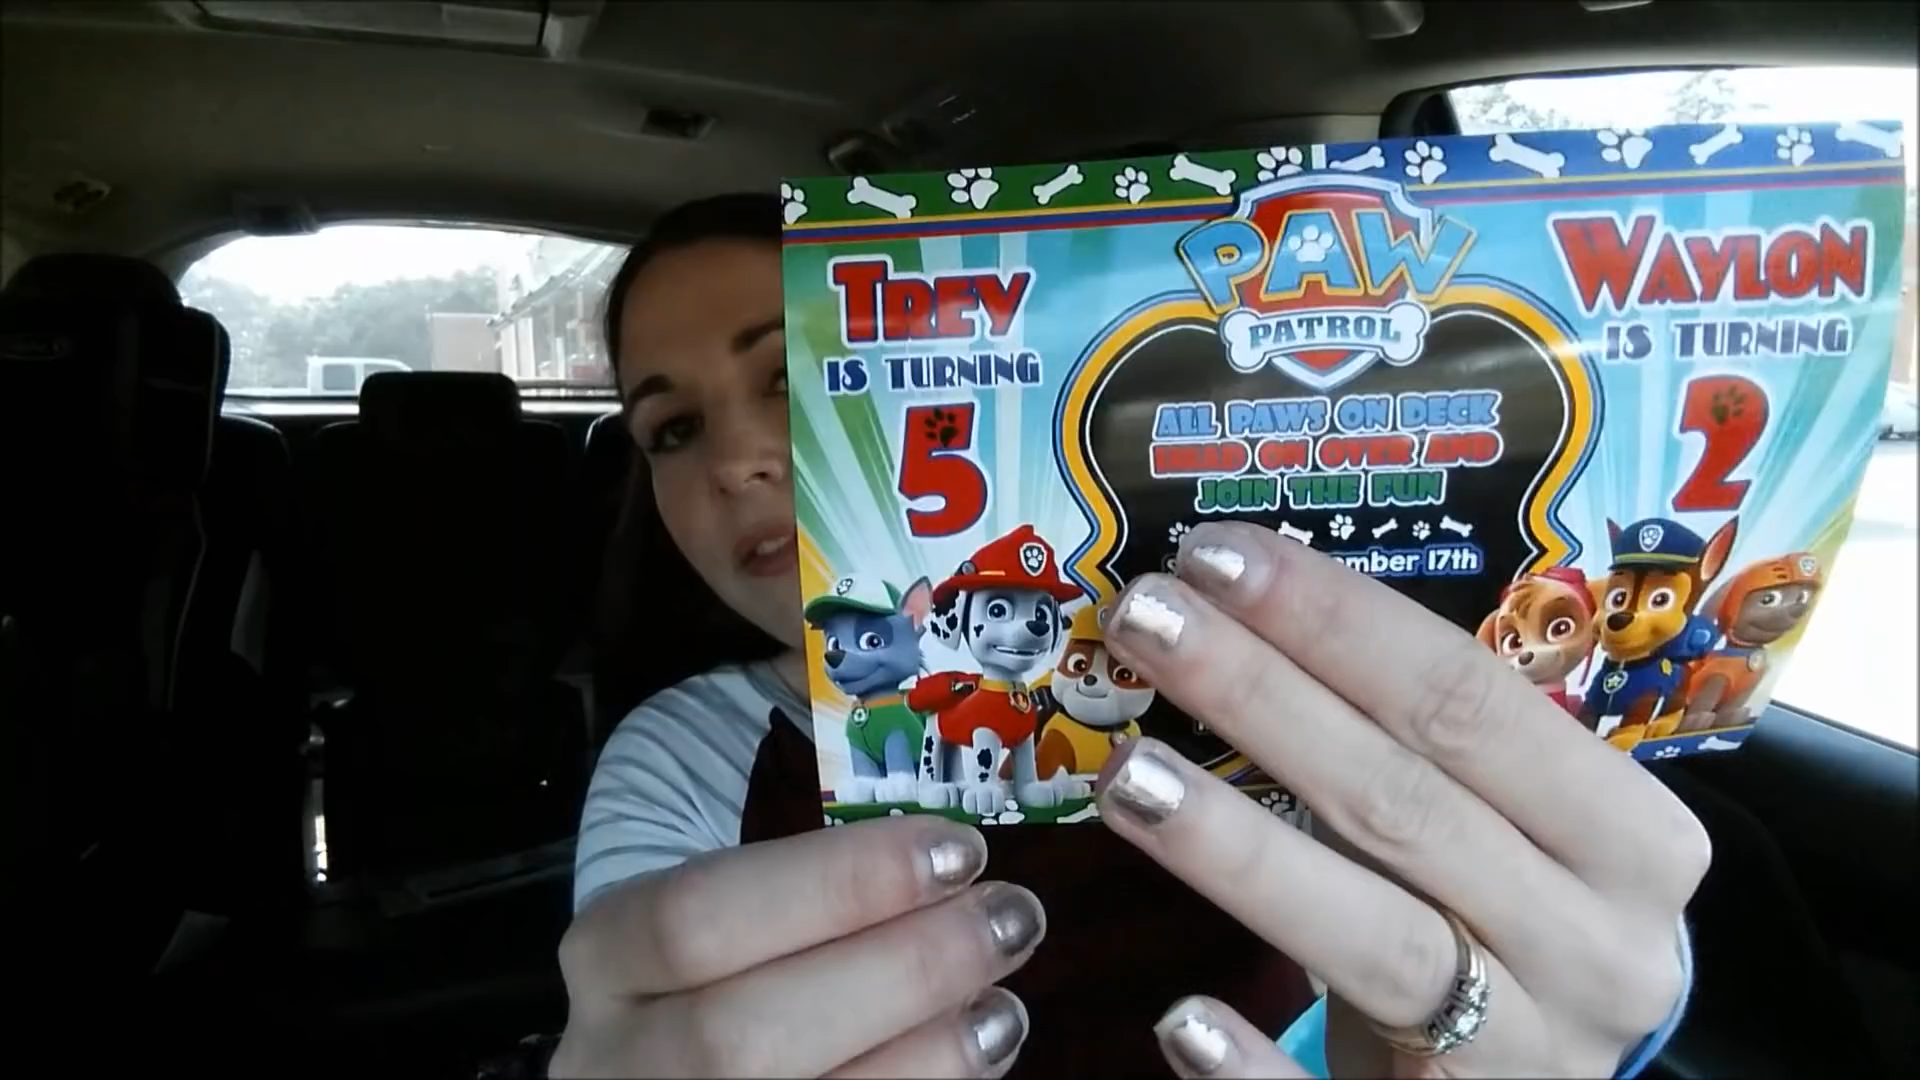 PAW
PATROL
TREY
IS TURNING
5
WAYLON
IS TURNING
2
ALL PAWS ON DECK
HEAD ON OVER AND
JOIN THE FUN
17th